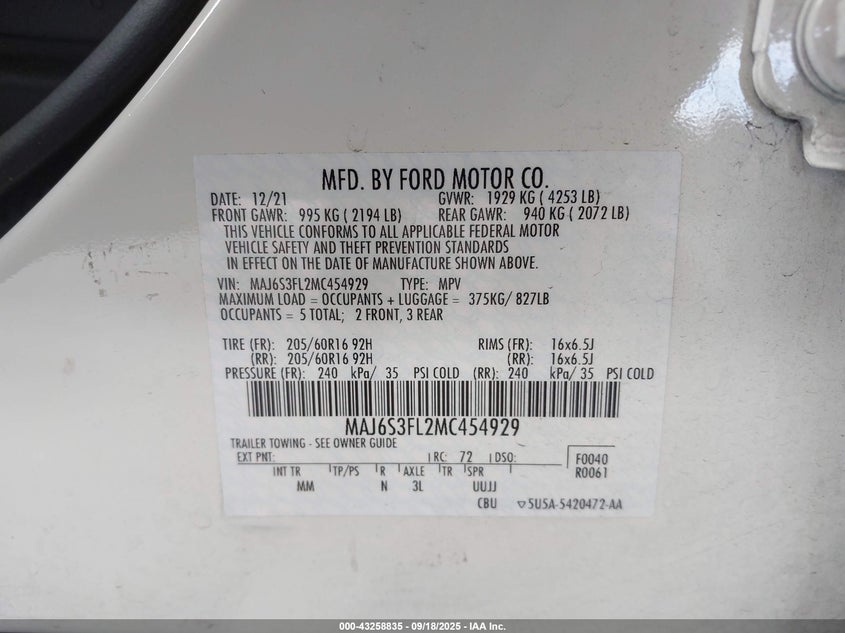 MFD. BY FORD MOTOR CO.
DATE: 12/21 GVWR: 1929 KG ( 4253 LB)
FRONT GAWR: 995 KG ( 2194 LB) REAR GAWR: 940 KG ( 2072 LB)
THIS VEHICLE CONFORMS TO ALL APPLICABLE FEDERAL MOTOR
VEHICLE SAFETY AND THEFT PREVENTION STANDARDS
IN EFFECT ON THE DATE OF MANUFACTURE SHOWN ABOVE.
VIN: MAJ6S3FL2MC454929 TYPE: MPV
MAXIMUM LOAD = OCCUPANTS + LUGGAGE = 375KG/ 827LB
OCCUPANTS = 5 TOTAL; 2 FRONT, 3 REAR
TIRE (FR): 205/60R16 92H RIMS (FR): 16x6.5J
(RR): 205/60R16 92H (RR): 16x6.5J
PRESSURE (FR): 240 kPa/ 35 PSI COLD (RR): 240 kPa/ 35 PSI COLD
MAJ6S3FL2MC454929
TRAILER TOWING - SEE OWNER GUIDE
EXT PNT: RC: 72 DSO: F0040
INT TR TP/PS R AXLE TR SPR R0061
MM N 3L UUJJ
CBU 5U5A-5420472-AA
000-43258835 - 09/18/2025 - IAA Inc.